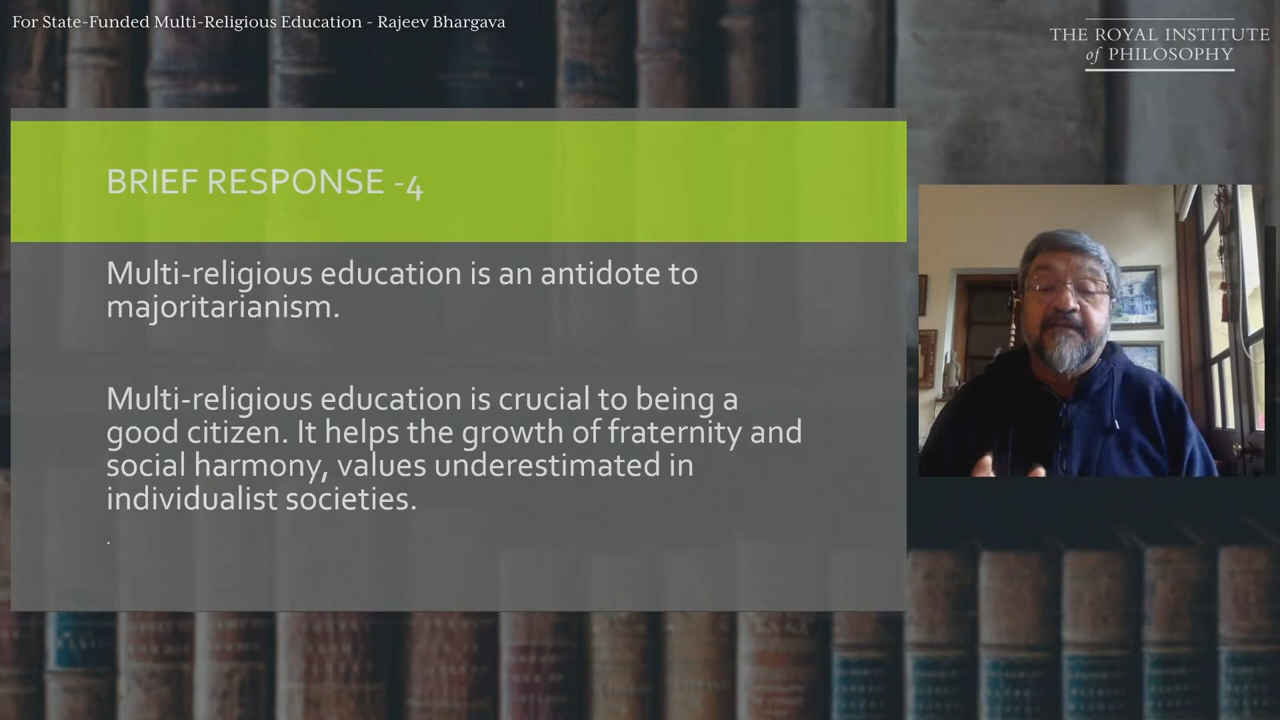 For State-Funded Multi-Religious Education - Rajeev Bhargava
THE ROYAL INSTITUTE
of PHILOSOPHY
BRIEF RESPONSE -4
Multi-religious education is an antidote to
majoritarianism.
Multi-religious education is crucial to being a
good citizen. It helps the growth of fraternity and
social harmony, values underestimated in
individualist societies.
.